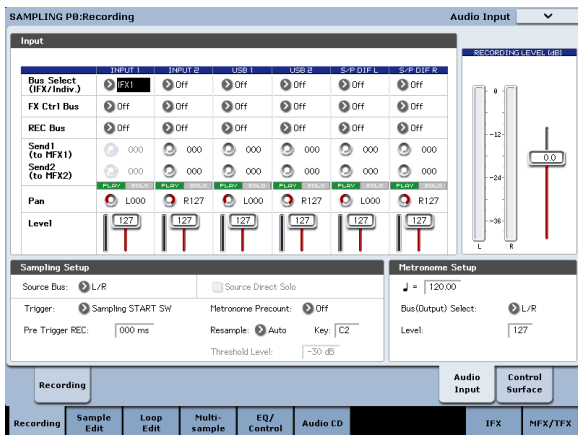 SAMPLING P0:Recording Audio Input
Input
RECORDING LEVEL [dB]
INPUT 1 INPUT 2 USB 1 USB 2 S/P DIF L S/P DIF R
Bus Select (IFX/Indiv.) IFX1 Off Off Off Off Off
FX Ctrl Bus Off Off Off Off Off Off
REC Bus Off Off Off Off Off Off
Send1 (to MFX1) 000 000 000 000 000 000
Send2 (to MFX2) 000 000 000 000 000 000
PLAY SOLO PLAY SOLO PLAY SOLO PLAY SOLO PLAY SOLO PLAY SOLO
Pan L000 R127 L000 R127 L000 R127
Level 127 127 127 127 127 127
0
-12
-24
-36
L R
0.0
Sampling Setup
Source Bus: L/R Source Direct Solo
Trigger: Sampling START SW Metronome Precount: Off
Pre Trigger REC: 000 ms Resample: Auto Key: C2
Threshold Level: -30 dB
Metronome Setup
♩ = 120.00
Bus(Output) Select: L/R
Level: 127
Recording Audio Input Control Surface
Recording Sample Edit Loop Edit Multi-sample EQ/Control Audio CD IFX MFX/TFX